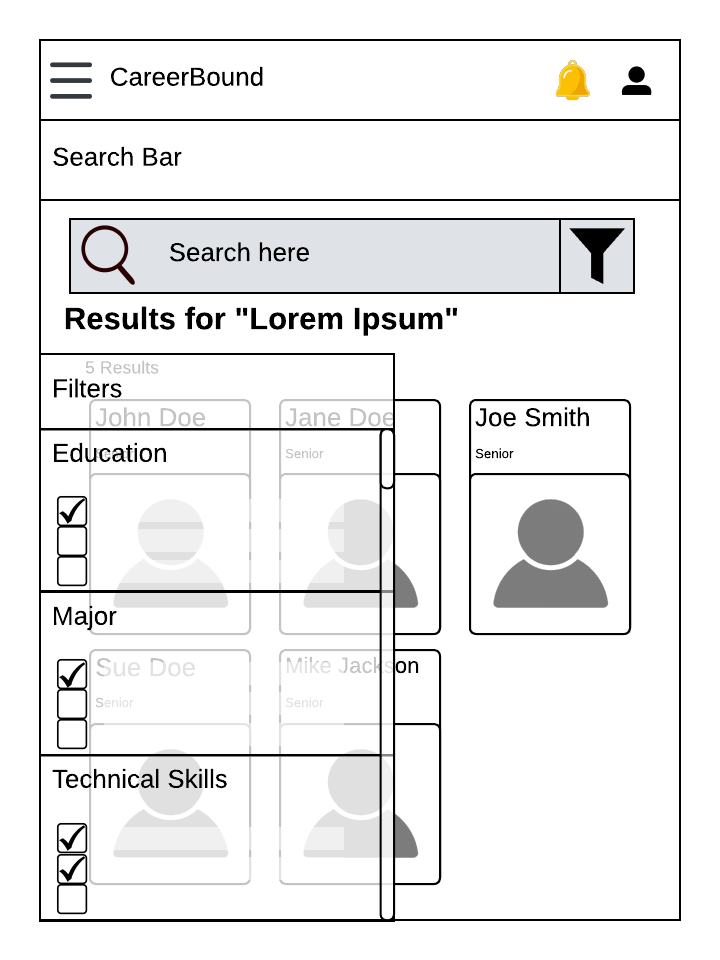 CareerBound
Search Bar
Search here
Results for "Lorem Ipsum"
5 Results
Filters
John Doe
Jane Doe
Joe Smith
Education
Senior
Senior
Major
Sue Doe
Mike Jackson
Senior
Senior
Technical Skills